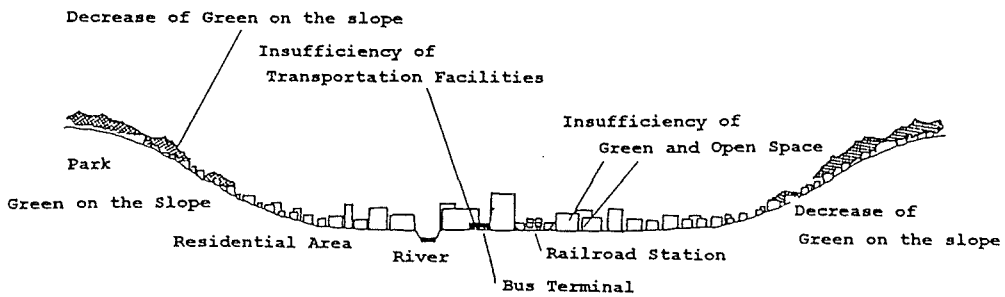 Decrease of Green on the slope
Insufficiency of
Transportation Facilities
Insufficiency of
Green and Open Space
Park
Green on the Slope
Residential Area
River
Bus Terminal
Railroad Station
Decrease of
Green on the slope